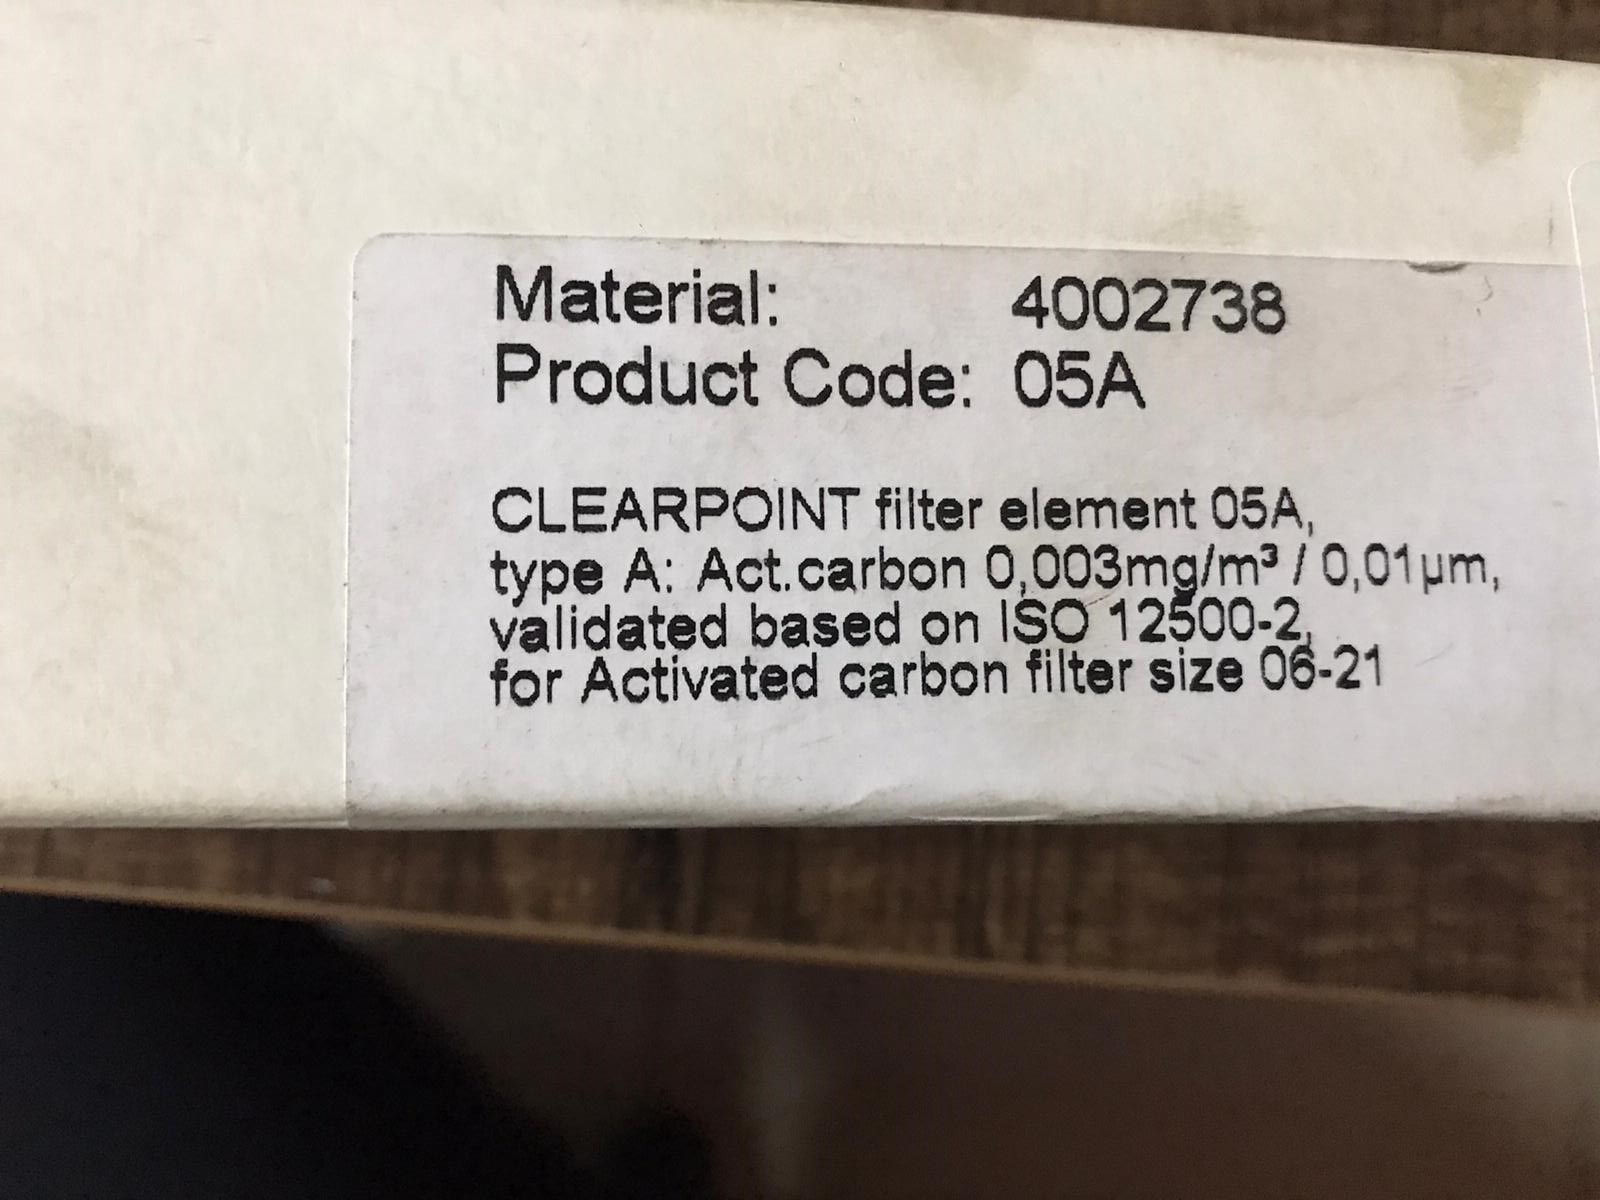 Material: 4002738
Product Code: 05A
CLEARPOINT filter element 05A,
type A: Act.carbon 0,003mg/m³ / 0,01µm,
validated based on ISO 12500-2,
for Activated carbon filter size 06-21